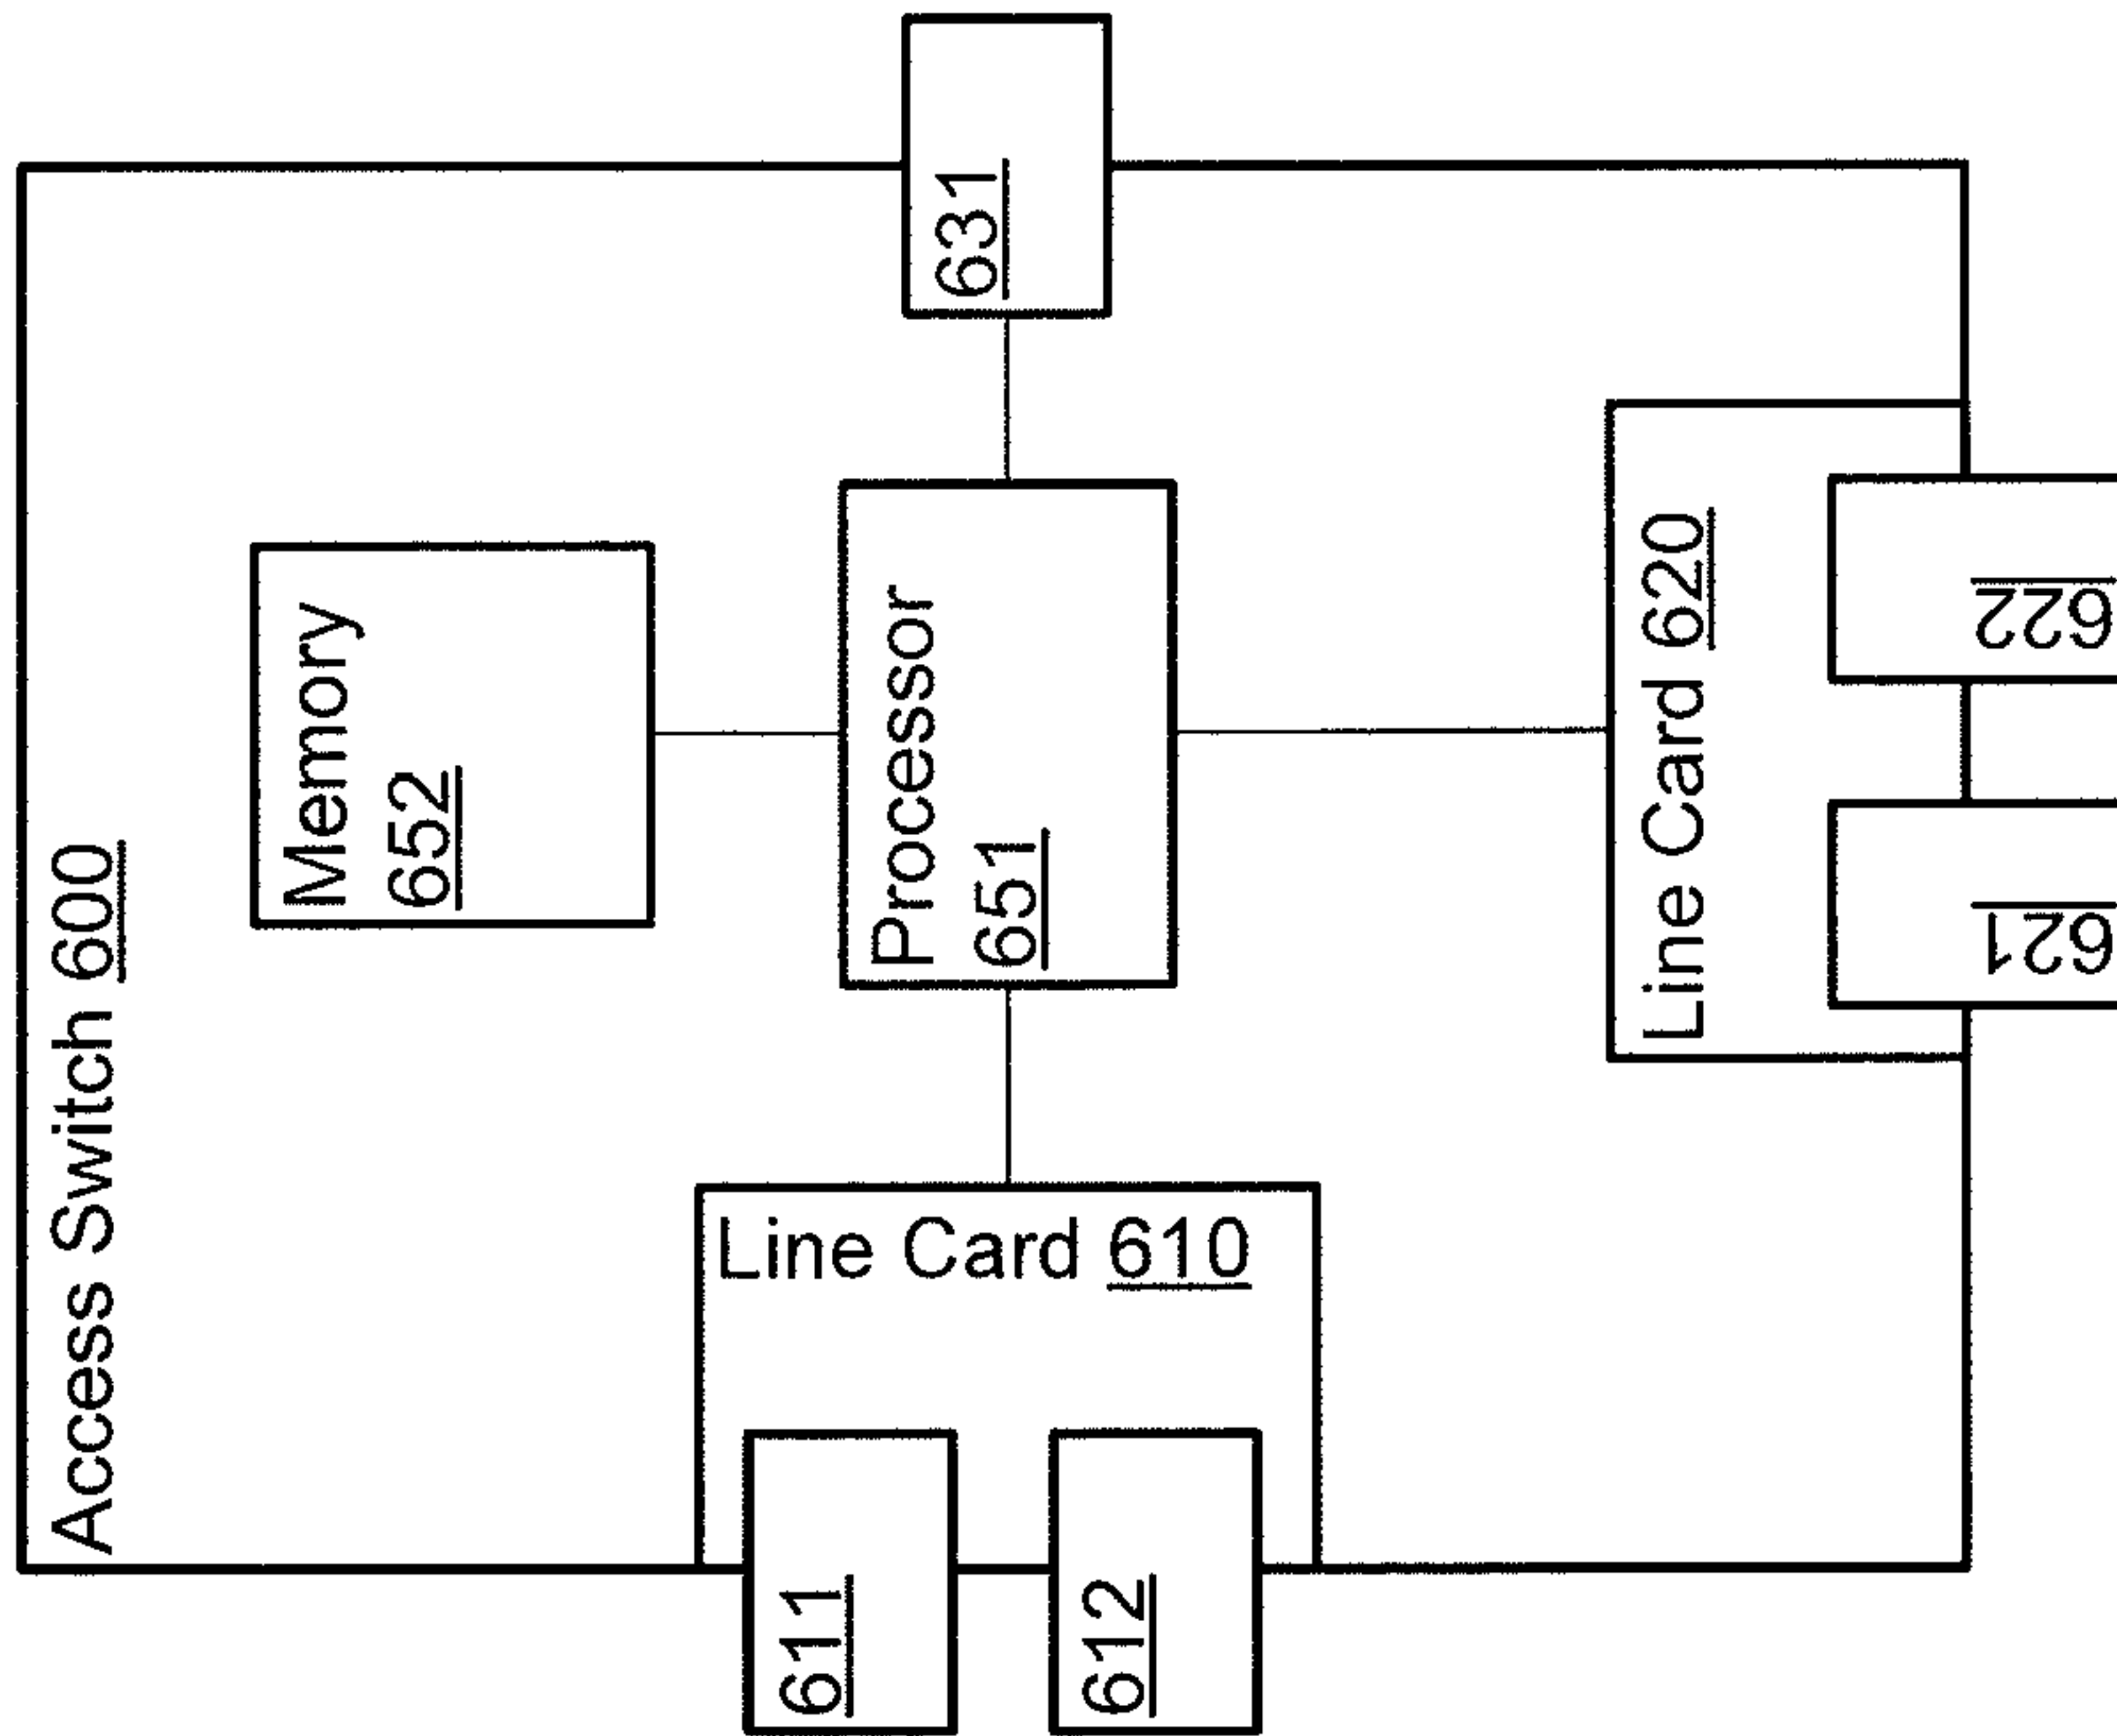 Access Switch 600
Memory
652
Processor
651
631
Line Card 610
611
612
Line Card 620
621
622